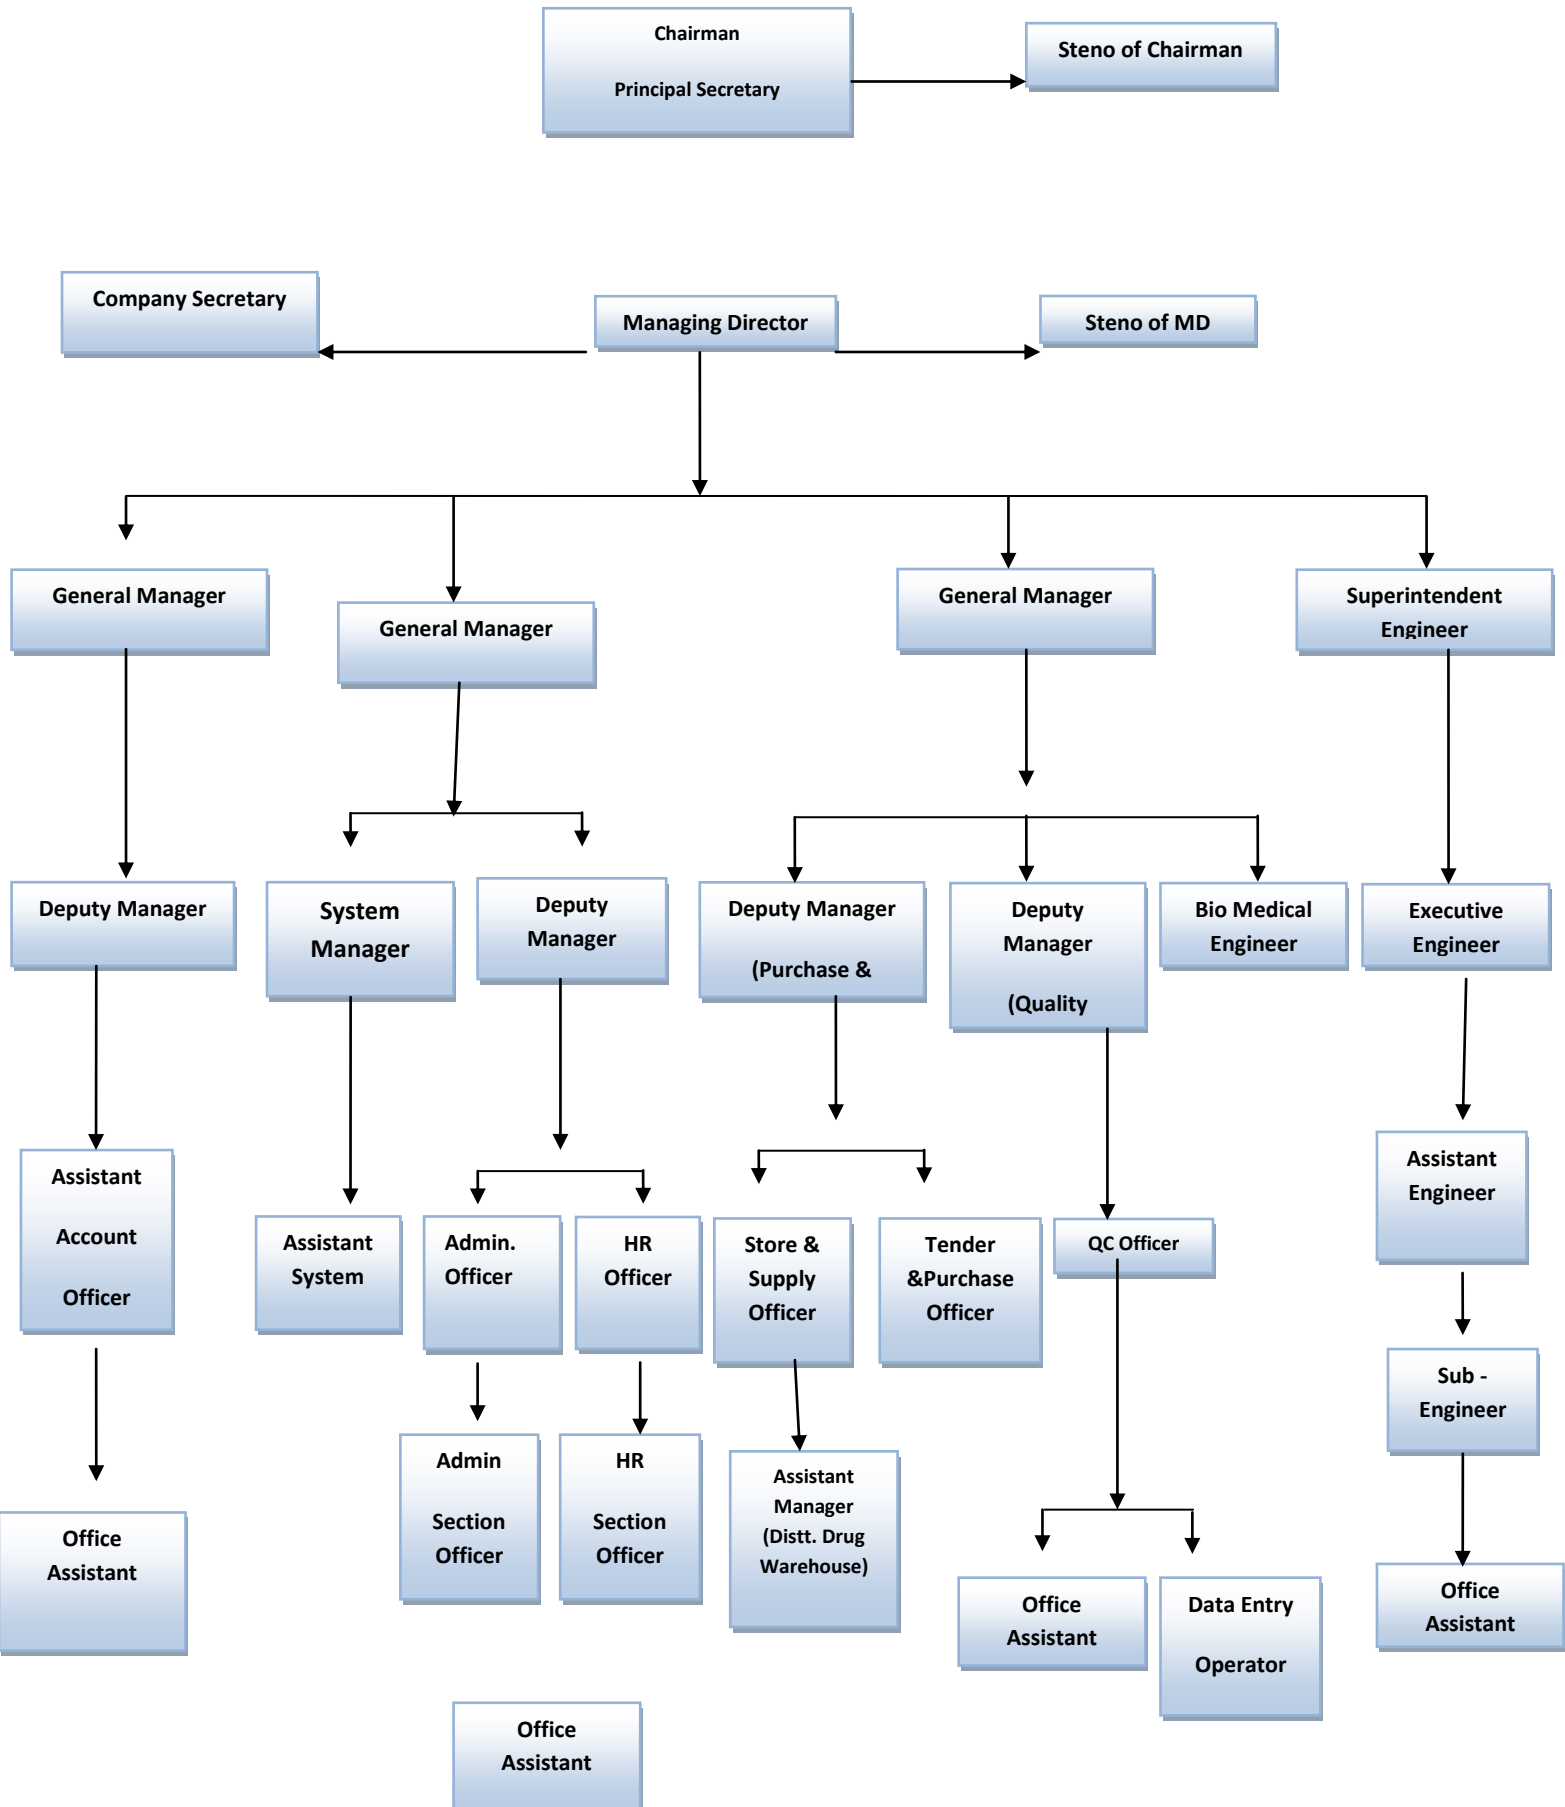 Chairman
Principal Secretary
Steno of Chairman
Company Secretary
Managing Director
Steno of MD
General Manager
General Manager
General Manager
Superintendent
Engineer
Deputy Manager
System
Manager
Deputy
Manager
Deputy Manager
(Purchase &
Deputy
Manager
(Quality
Bio Medical
Engineer
Executive
Engineer
Assistant
Account
Officer
Assistant
System
Admin.
Officer
HR
Officer
Store &
Supply
Officer
Tender
&Purchase
Officer
QC Officer
Assistant
Engineer
Sub -
Engineer
Admin
Section
Officer
HR
Section
Officer
Assistant
Manager
(Distt. Drug
Warehouse)
Office
Assistant
Office
Assistant
Data Entry
Operator
Office
Assistant
Office
Assistant